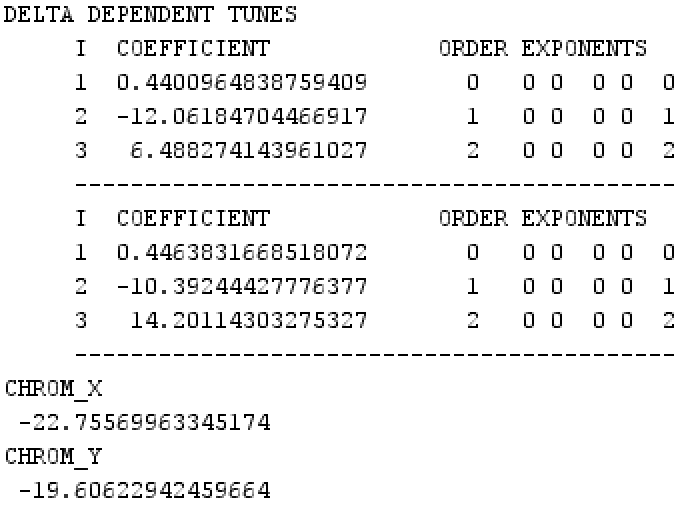 DELTA DEPENDENT TUNES
I COEFFICIENT ORDER EXPONENTS
1 0.4400964838759409 0 0 0 0 0 0
2 -12.06184704466917 1 0 0 0 0 1
3 6.488274143961027 2 0 0 0 0 2
-------------------------------------------
I COEFFICIENT ORDER EXPONENTS
1 0.4463831668518072 0 0 0 0 0 0
2 -10.39244427776377 1 0 0 0 0 1
3 14.20114303275327 2 0 0 0 0 2
-------------------------------------------
CHROM_X
-22.75569963345174
CHROM_Y
-19.60622942459664